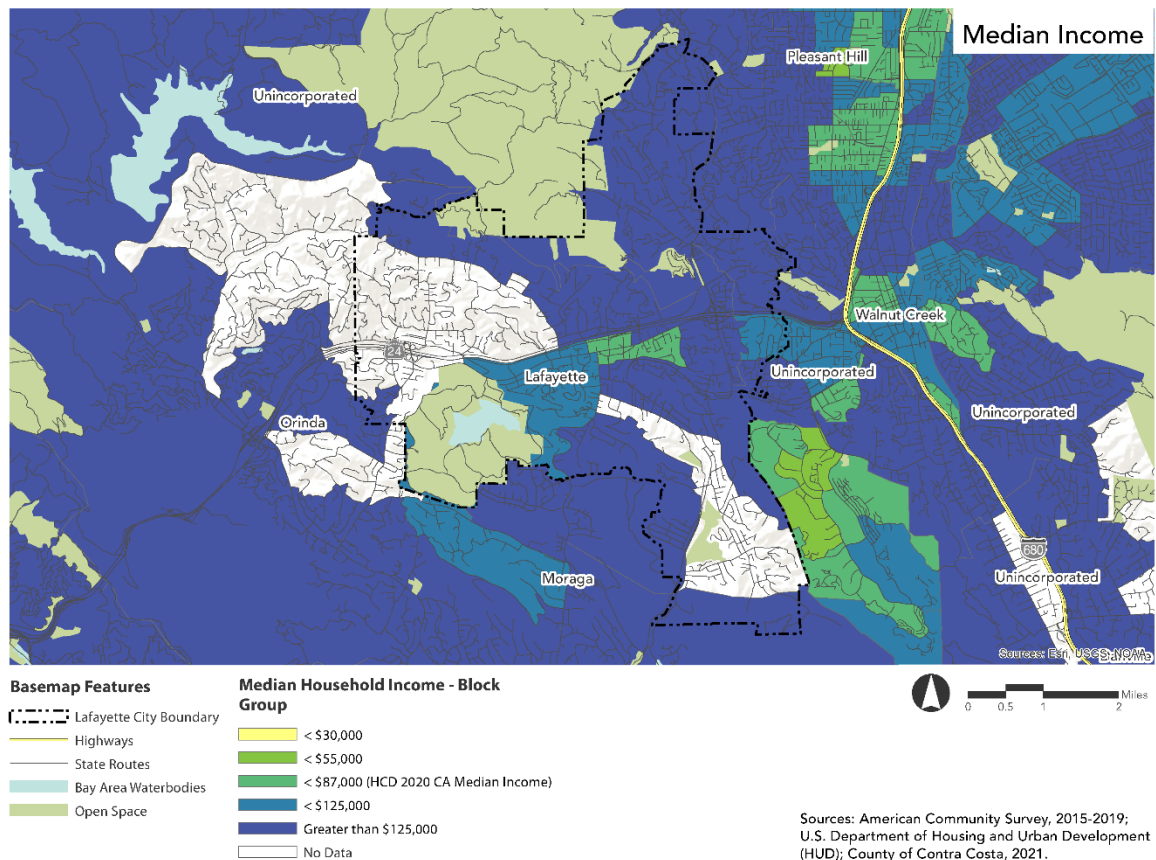 Median Income
Pleasant Hill
Unincorporated
Walnut Creek
24
Lafayette
Unincorporated
Unincorporated
Orinda
680
Unincorporated
Moraga
Sources: Esri, USGS, NOAA
Basemap Features
Lafayette City Boundary
Highways
State Routes
Bay Area Waterbodies
Open Space
Median Household Income - Block
Group
< $30,000
< $55,000
< $87,000 (HCD 2020 CA Median Income)
< $125,000
Greater than $125,000
No Data
Miles
0 0.5 1 2
Sources: American Community Survey, 2015-2019;
U.S. Department of Housing and Urban Development
(HUD); County of Contra Costa, 2021.